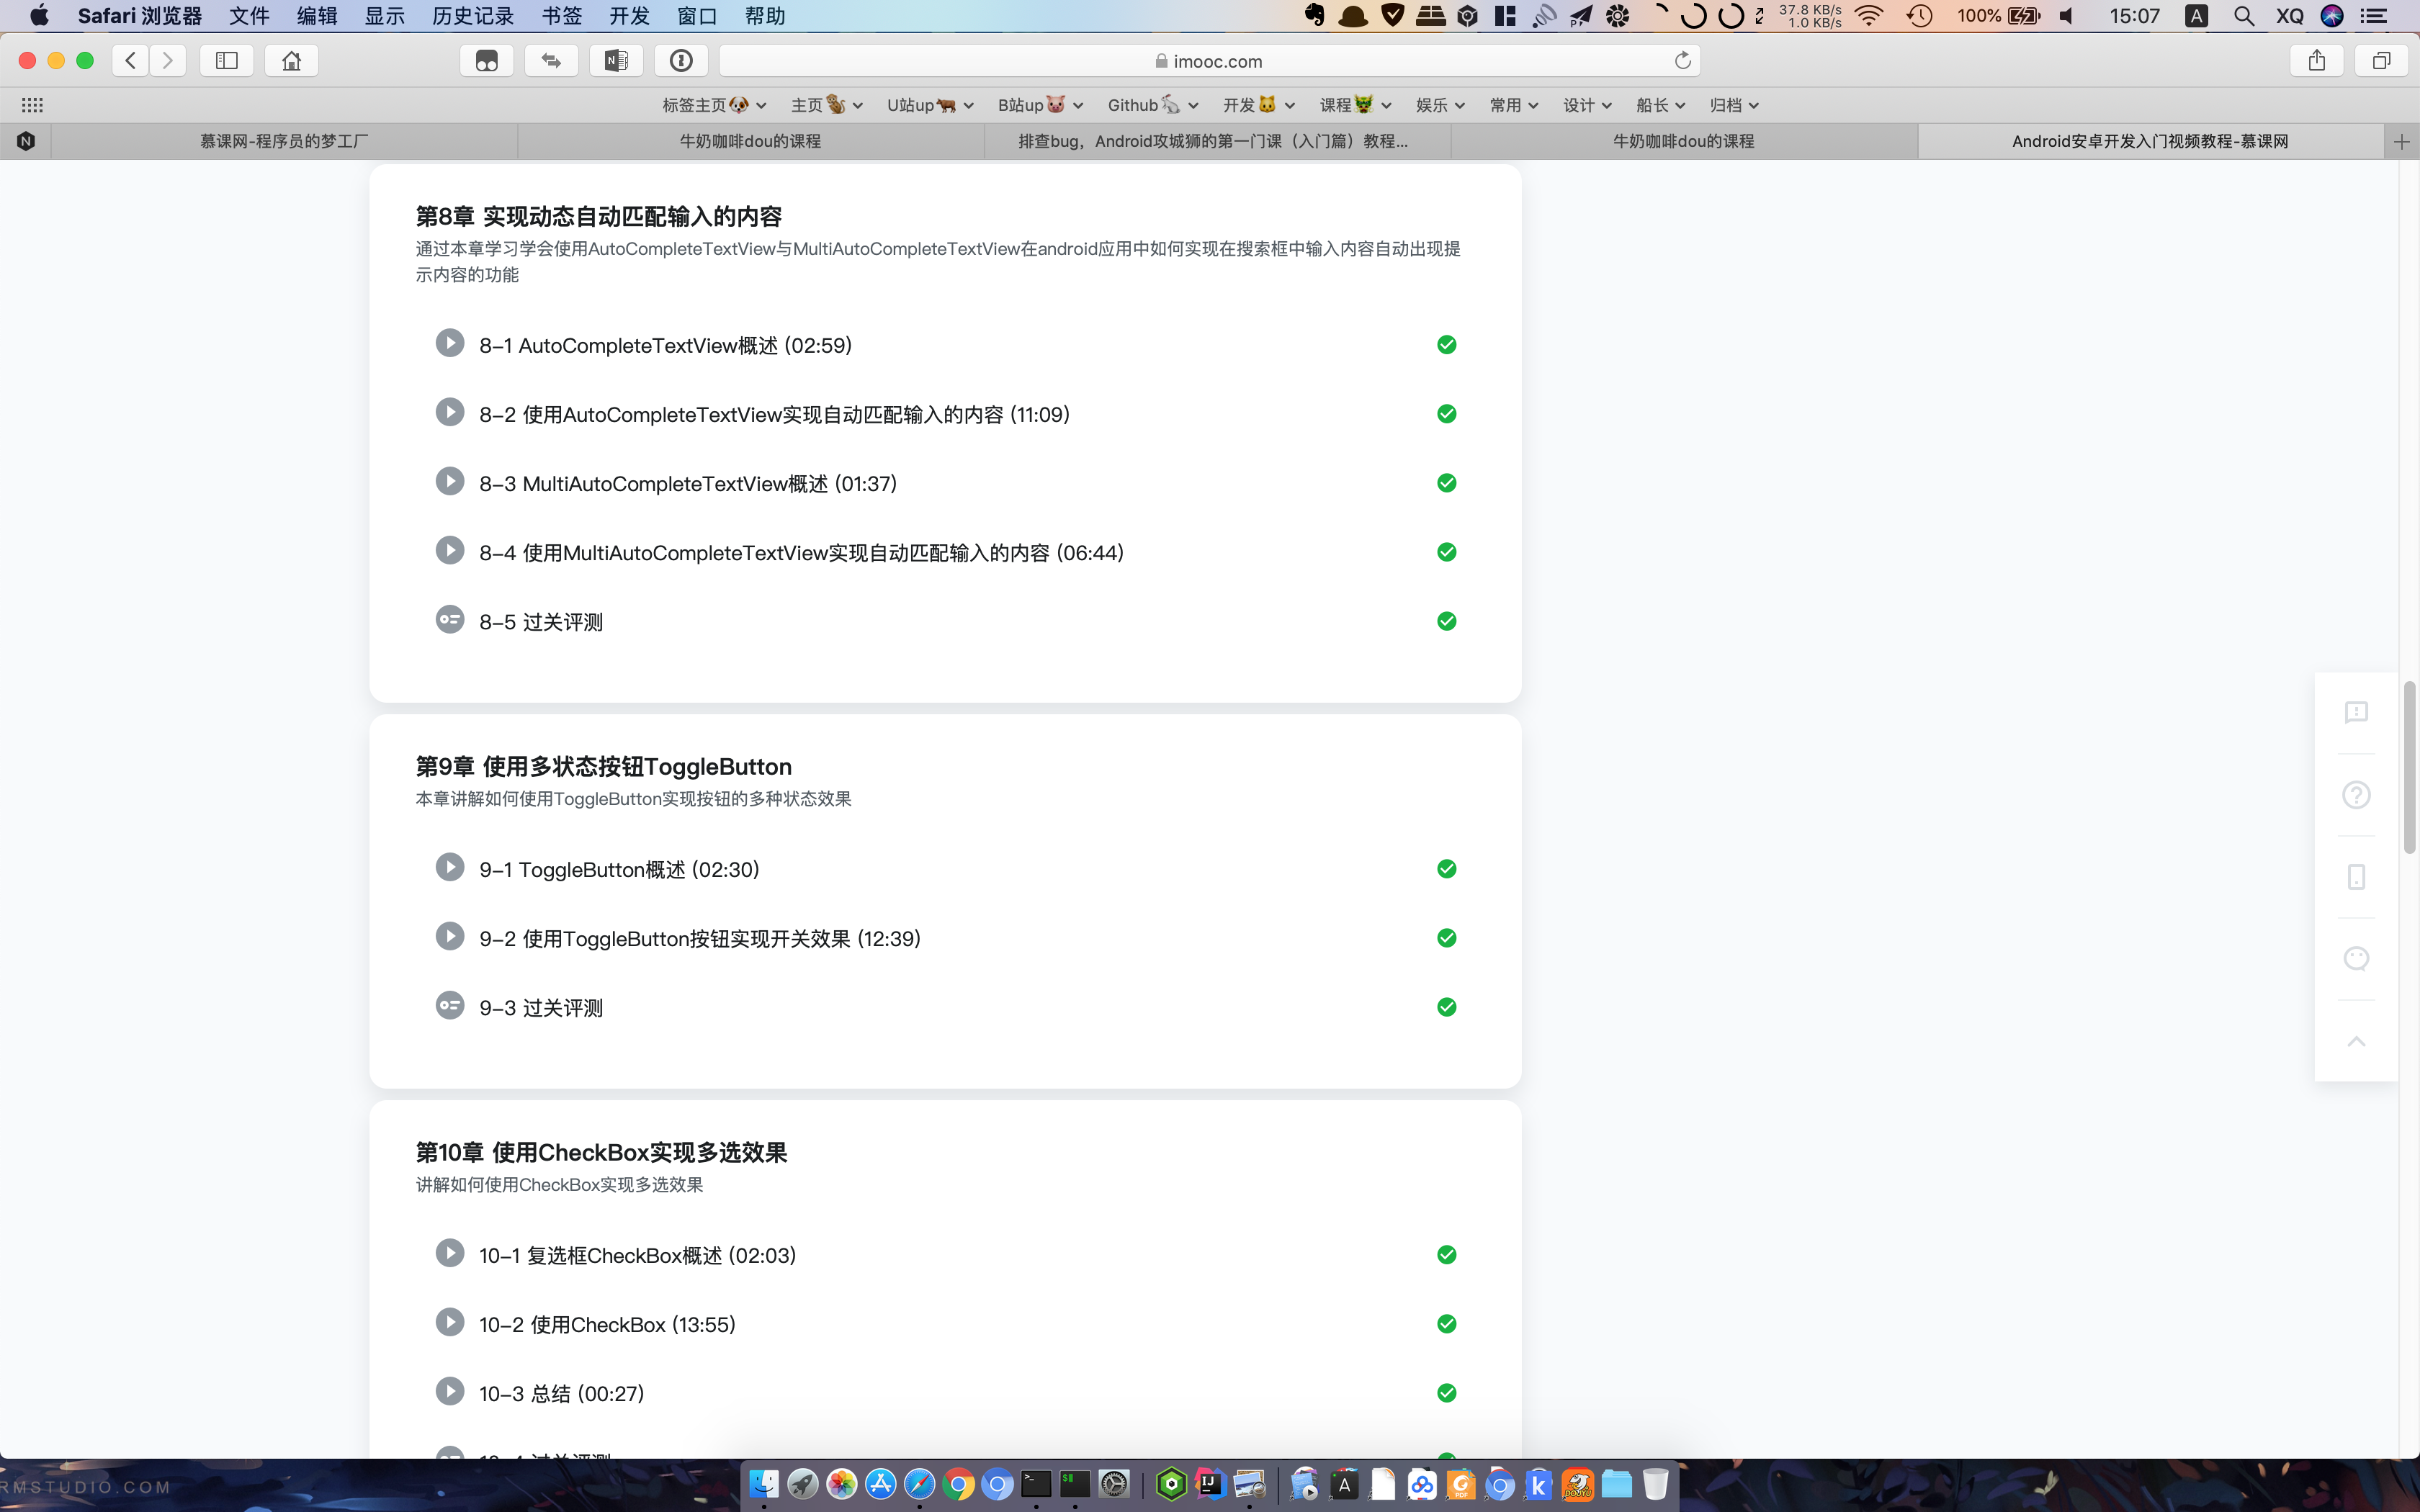 Safari 浏览器 文件 编辑 显示 历史记录 书签 开发 窗口 帮助 37.8 KB/s 1.0 KB/s 100% 15:07 A XQ
imooc.com
标签主页🐶 主页🐒 U站up🐂 B站up🐷 Github🐇 开发🐱 课程 娱乐 常用 设计 船长 归档
慕课网-程序员的梦工厂 牛奶咖啡dou的课程 排查bug，Android攻城狮的第一门课（入门篇）教程... 牛奶咖啡dou的课程 Android安卓开发入门视频教程-慕课网
第8章 实现动态自动匹配输入的内容
通过本章学习学会使用AutoCompleteTextView与MultiAutoCompleteTextView在android应用中如何实现在搜索框中输入内容自动出现提
示内容的功能
8-1 AutoCompleteTextView概述 (02:59)
8-2 使用AutoCompleteTextView实现自动匹配输入的内容 (11:09)
8-3 MultiAutoCompleteTextView概述 (01:37)
8-4 使用MultiAutoCompleteTextView实现自动匹配输入的内容 (06:44)
8-5 过关评测
第9章 使用多状态按钮ToggleButton
本章讲解如何使用ToggleButton实现按钮的多种状态效果
9-1 ToggleButton概述 (02:30)
9-2 使用ToggleButton按钮实现开关效果 (12:39)
9-3 过关评测
第10章 使用CheckBox实现多选效果
讲解如何使用CheckBox实现多选效果
10-1 复选框CheckBox概述 (02:03)
10-2 使用CheckBox (13:55)
10-3 总结 (00:27)
RMSTUDIO.COM